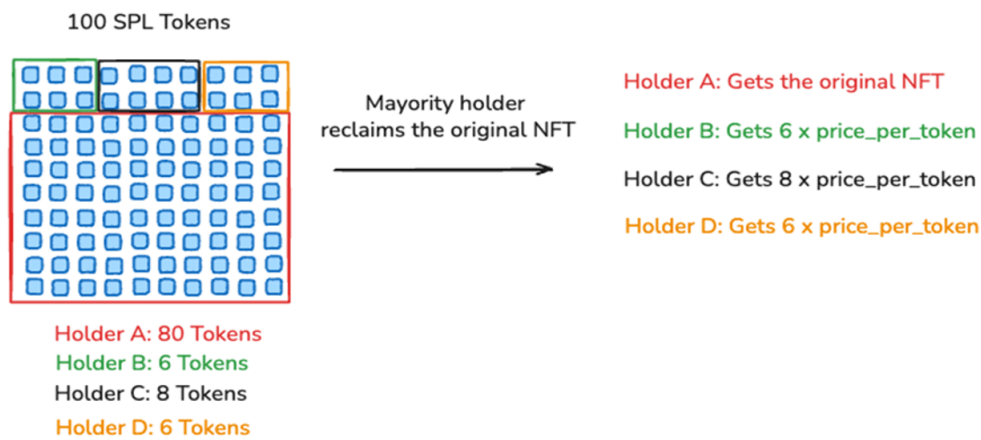 100 SPL Tokens
Mayority holder
reclaims the original NFT
Holder A: Gets the original NFT
Holder B: Gets 6 x price_per_token
Holder C: Gets 8 x price_per_token
Holder D: Gets 6 x price_per_token
Holder A: 80 Tokens
Holder B: 6 Tokens
Holder C: 8 Tokens
Holder D: 6 Tokens